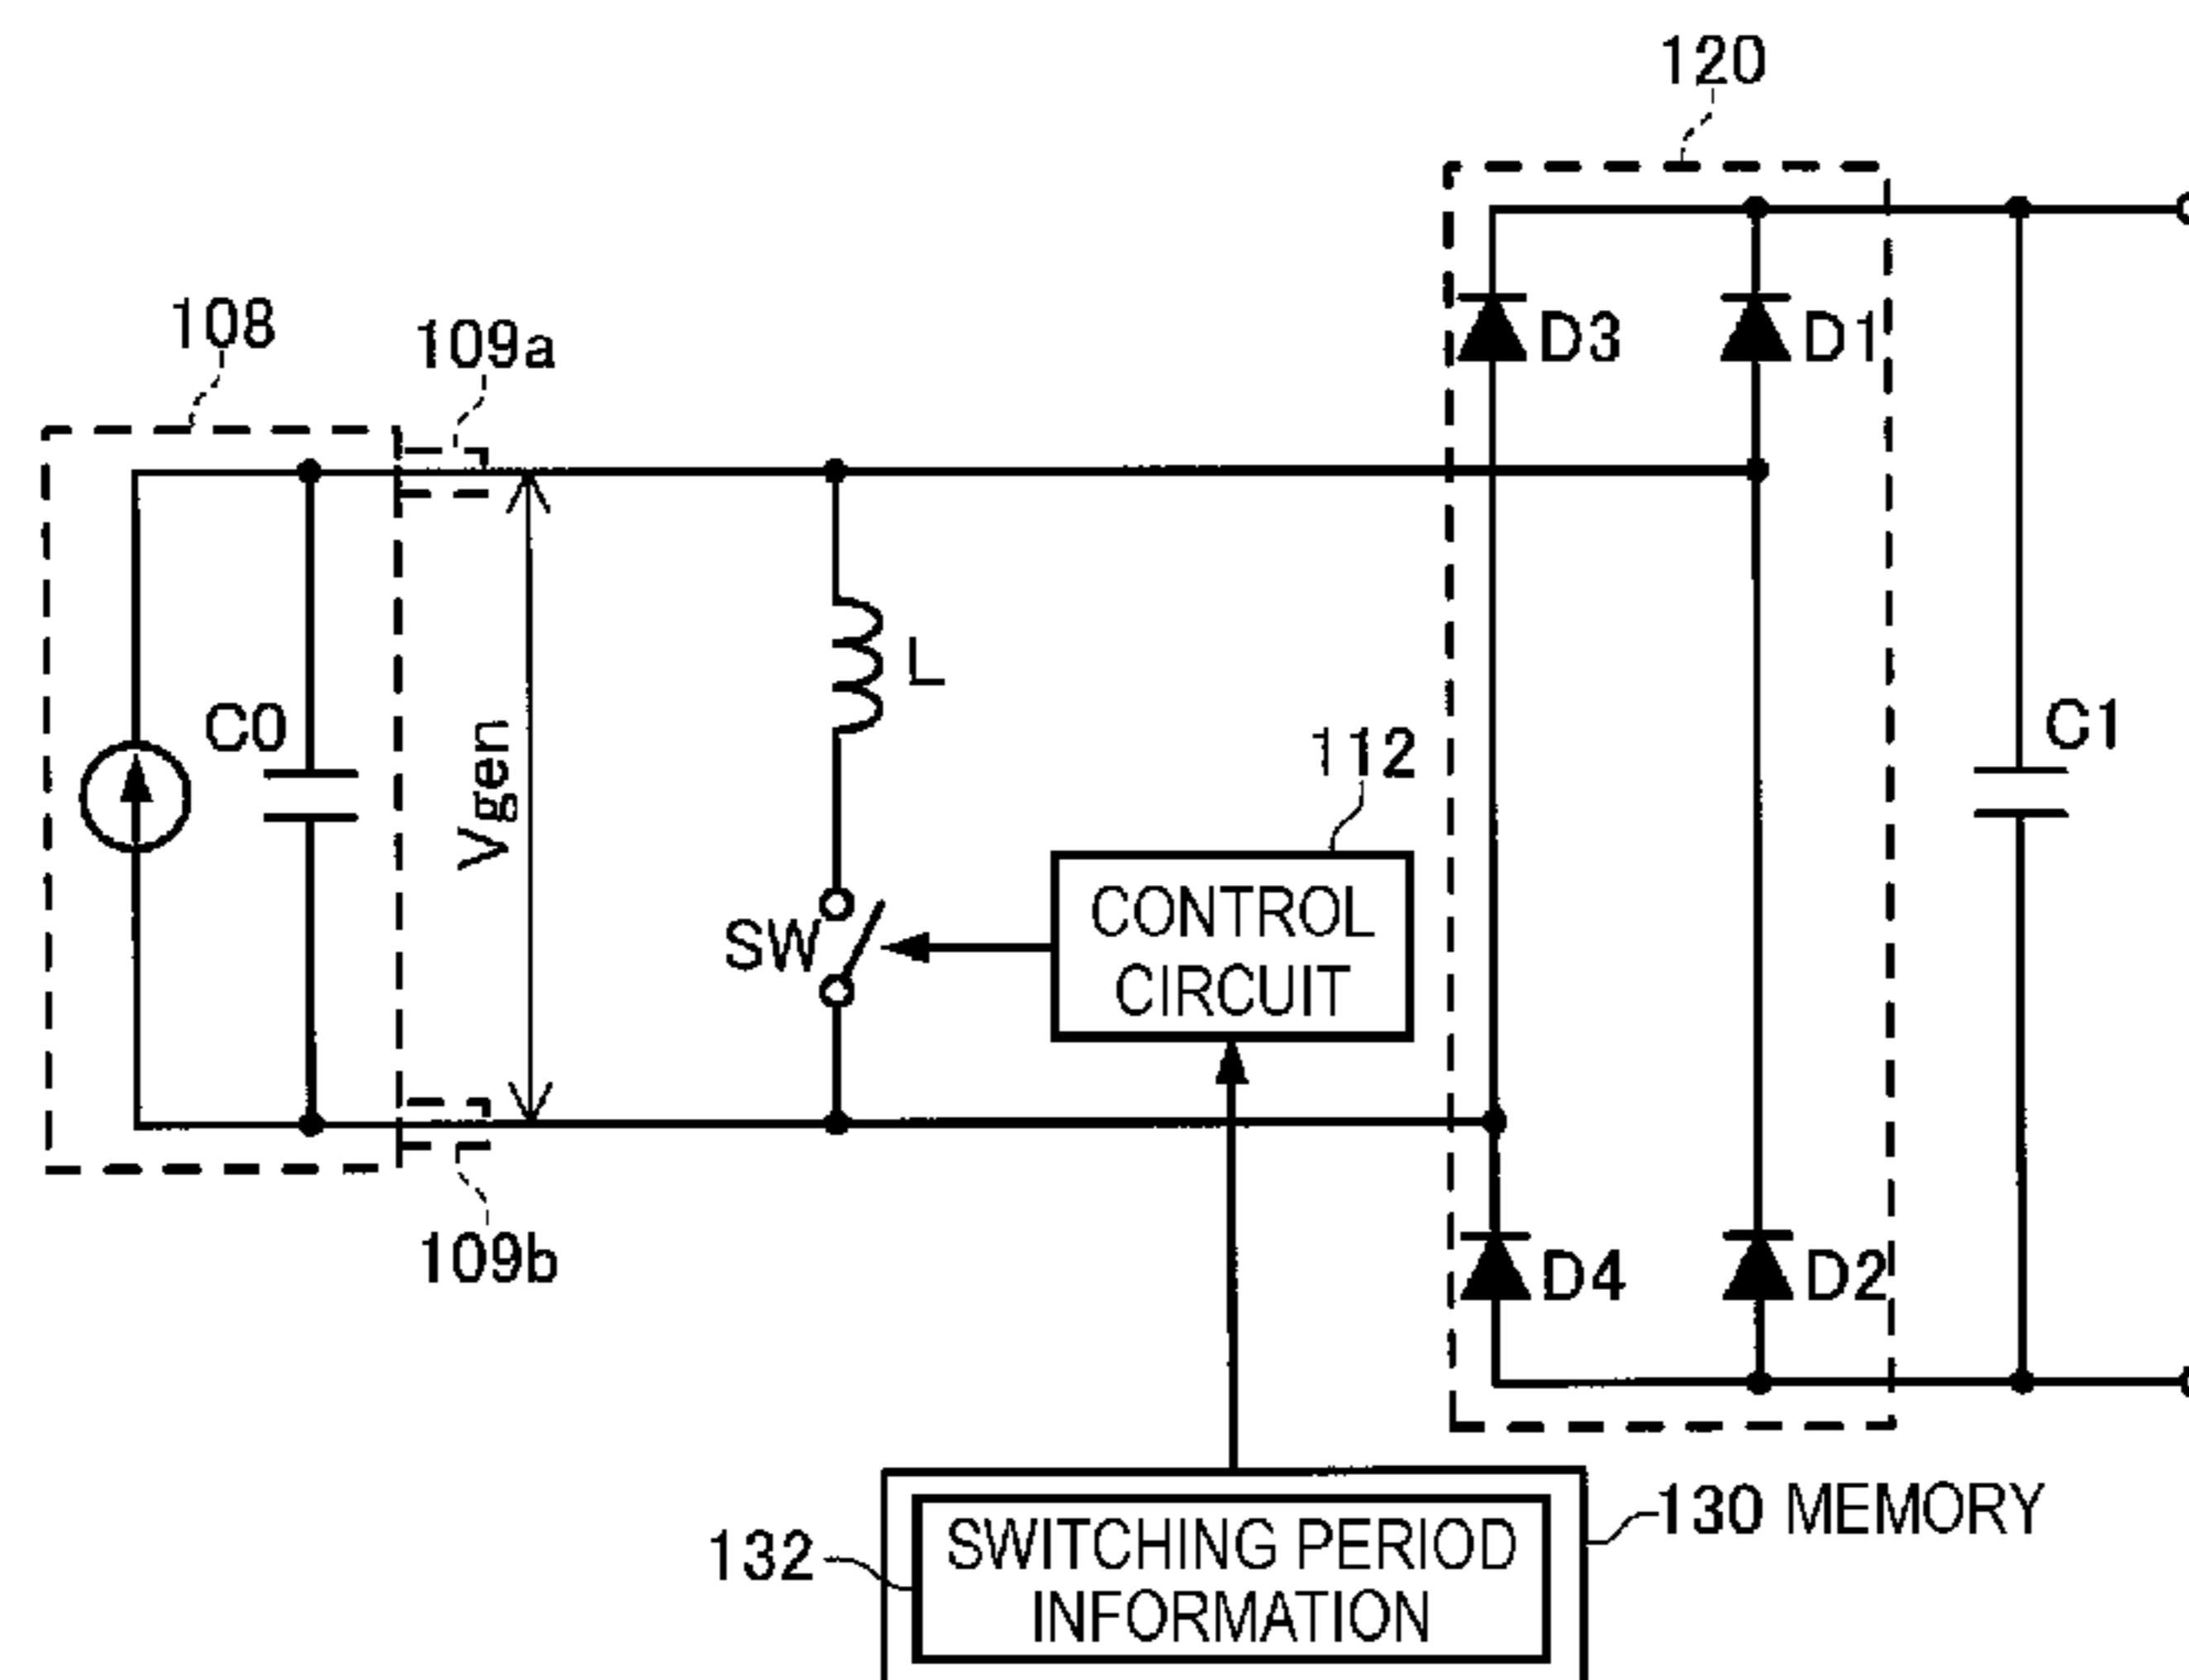 120
108
109a
D3
D1
C0
Vgen
L
C1
112
SW
CONTROL
CIRCUIT
109b
D4
D2
130 MEMORY
132
SWITCHING PERIOD
INFORMATION